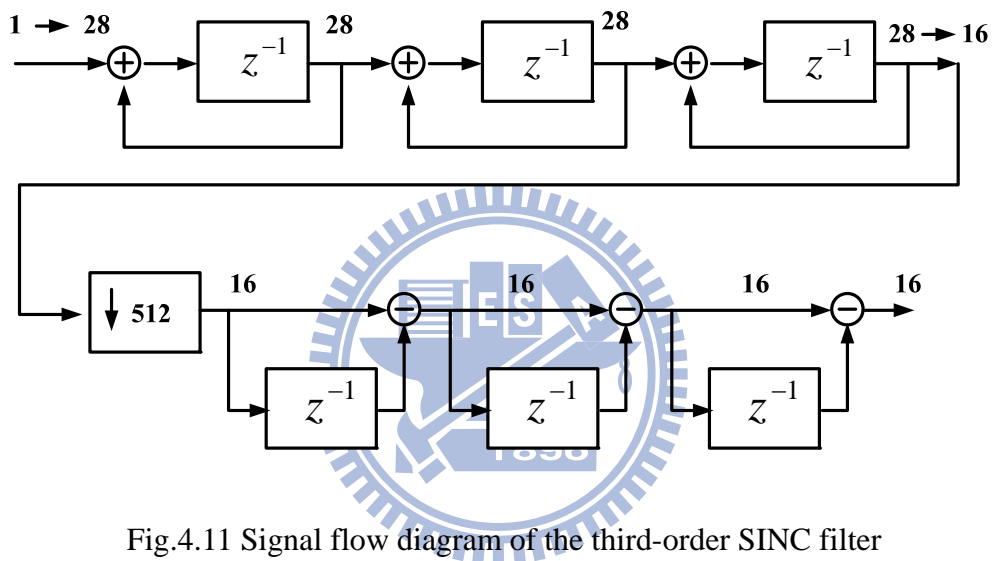 1 → 28
28
28
28 → 16
z⁻¹
z⁻¹
z⁻¹
↓ 512
16
16
16
16
z⁻¹
z⁻¹
z⁻¹
E S A
1896
Fig.4.11 Signal flow diagram of the third-order SINC filter